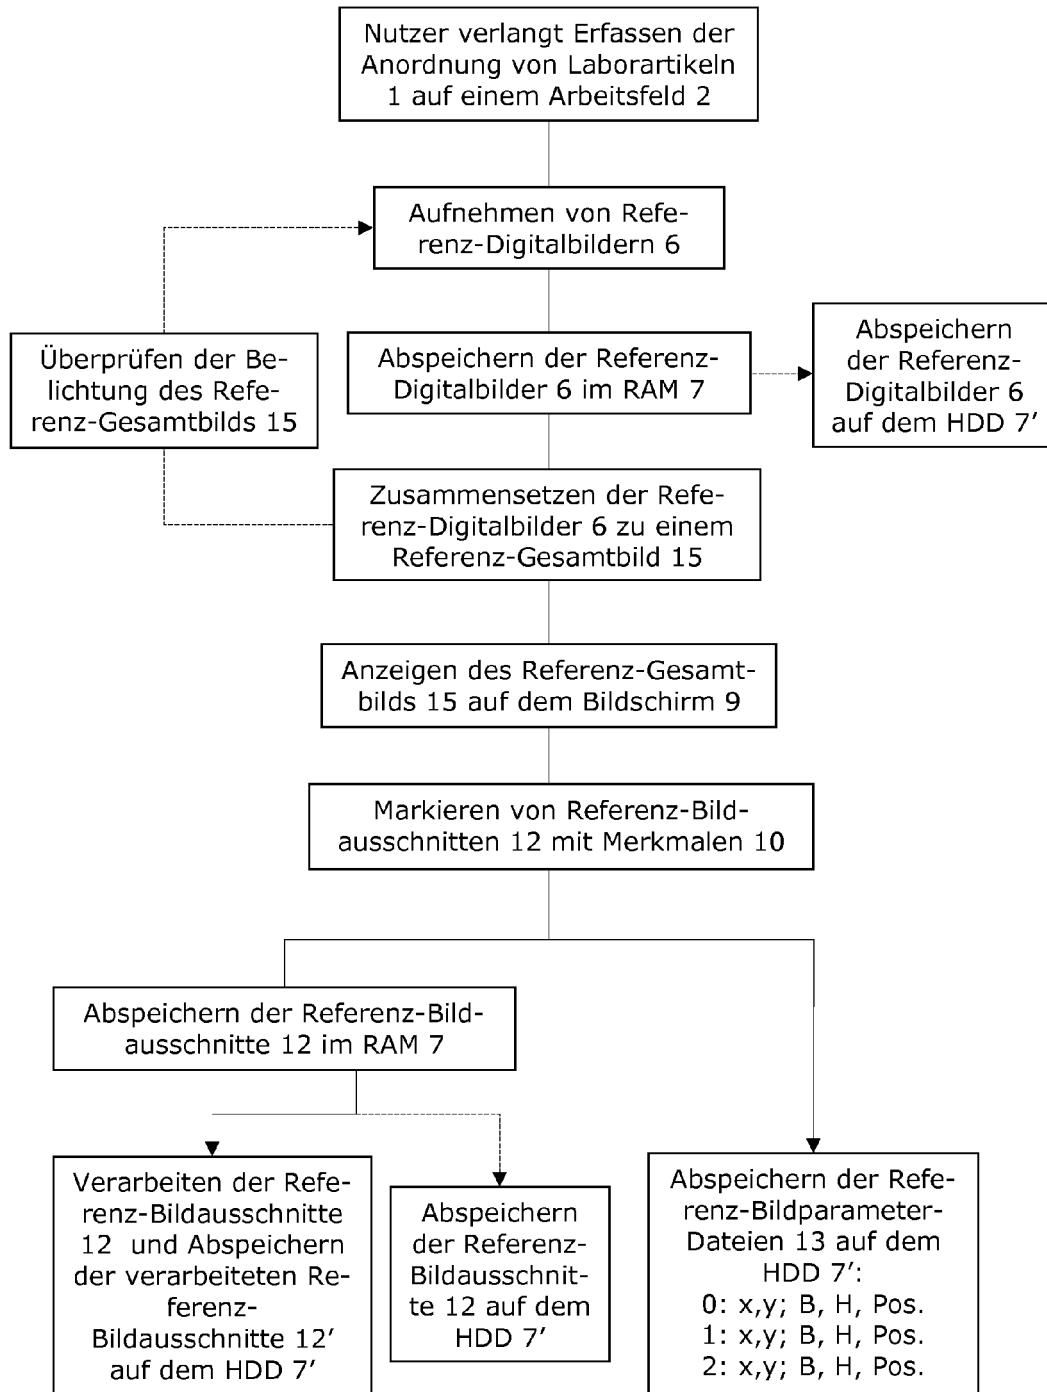 Nutzer verlangt Erfassen der
Anordnung von Laborartikeln
1 auf einem Arbeitsfeld 2
Aufnehmen von Refe-
renz-Digitalbildern 6
Überprüfen der Be-
lichtung des Refe-
renz-Gesamtbilds 15
Abspeichern der Referenz-
Digitalbilder 6 im RAM 7
Abspeichern
der Referenz-
Digitalbilder 6
auf dem HDD 7'
Zusammensetzen der Refe-
renz-Digitalbilder 6 zu einem
Referenz-Gesamtbild 15
Anzeigen des Referenz-Gesamt-
bilds 15 auf dem Bildschirm 9
Markieren von Referenz-Bild-
ausschnitten 12 mit Merkmalen 10
Abspeichern der Referenz-Bild-
ausschnitte 12 im RAM 7
Verarbeiten der Refe-
renz-Bildausschnitte
12 und Abspeichern
der verarbeiteten Re-
ferenz-
Bildausschnitte 12'
auf dem HDD 7'
Abspeichern
der Referenz-
Bildausschnit-
te 12 auf dem
HDD 7'
Abspeichern der Refe-
renz-Bildparameter-
Dateien 13 auf dem
HDD 7':
0: x,y; B, H, Pos.
1: x,y; B, H, Pos.
2: x,y; B, H, Pos.